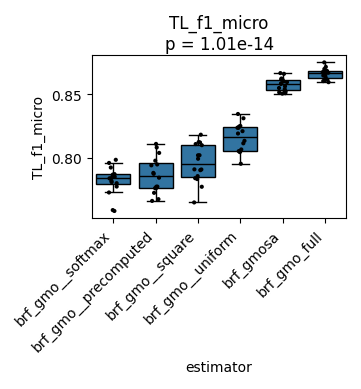 TL_f1_micro
p = 1.01e-14
TL_f1_micro
0.85
0.80
brf_gmo__softmax
brf_gmo__precomputed
brf_gmo__square
brf_gmo__uniform
brf_gmosa
brf_gmo_full
estimator